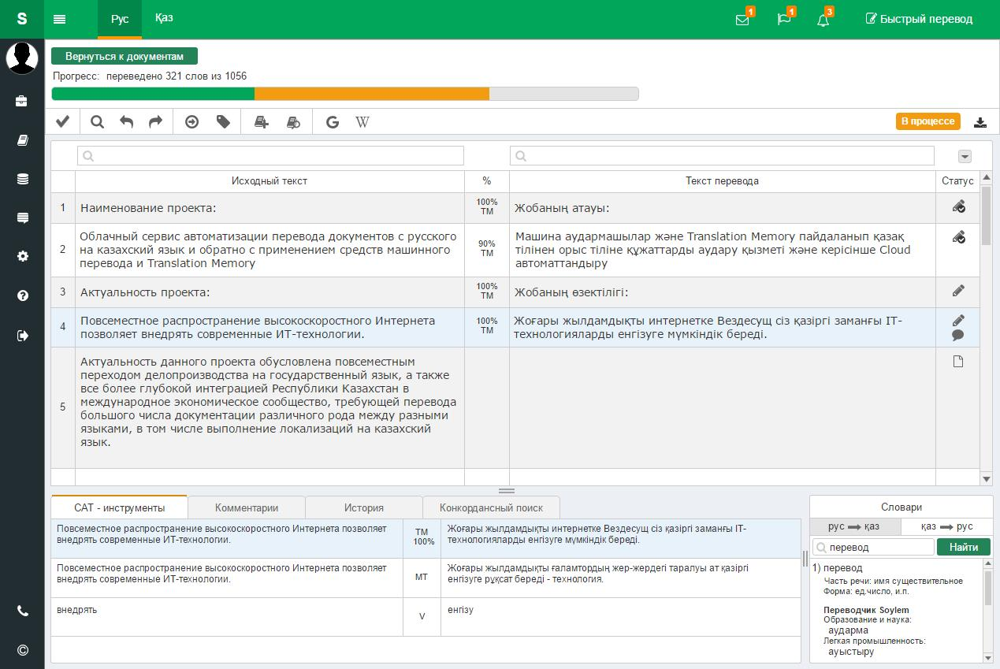 S
Рус
Қаз
1
1
3
Быстрый перевод
Вернуться к документам
Прогресс: переведено 321 слов из 1056
G
W
В процессе
Исходный текст
%
Текст перевода
Статус
1
Наименование проекта:
100%
TM
Жобаның атауы:
2
Облачный сервис автоматизации перевода документов с русского
на казахский язык и обратно с применением средств машинного
перевода и Translation Memory
90%
TM
Машина аудармашылар және Translation Memory пайдаланып қазақ
тілінен орыс тіліне құжаттарды аудару қызметі және керісінше Cloud
автоматтандыру
3
Актуальность проекта:
100%
TM
Жобаның өзектілігі:
4
Повсеместное распространение высокоскоростного Интернета
позволяет внедрять современные ИТ-технологии.
100%
TM
Жоғары жылдамдықты интернетке Вездесущ сіз қазіргі заманғы IT-
технологияларды енгізуге мүмкіндік береді.
5
Актуальность данного проекта обусловлена повсеместным
переходом делопроизводства на государственный язык, а также
все более глубокой интеграцией Республики Казахстан в
международное экономическое сообщество, требующей перевода
большого числа документации различного рода между разными
языками, в том числе выполнение локализаций на казахский
язык.
CAT - инструменты
Комментарии
История
Конкордансный поиск
Повсеместное распространение высокоскоростного Интернета позволяет
внедрять современные ИТ-технологии.
TM
100%
Жоғары жылдамдықты интернетке Вездесущ сіз қазіргі заманғы IT-
технологияларды енгізуге мүмкіндік береді.
Повсеместное распространение высокоскоростного Интернета позволяет
внедрять современные ИТ-технологии.
MT
Жоғары жылдамдықты ғаламтордың жер-жердегі таралуы ат қазіргі
енгізуге рұқсат береді - технология.
внедрять
V
енгізу
Словари
рус ➡ қаз
қаз ➡ рус
перевод
Найти
1) перевод
Часть речи: имя существительное
Форма: ед.число, и.п.
Переводчик Soylem
Образование и наука:
аударма
Легкая промышленность:
ауыстыру
©